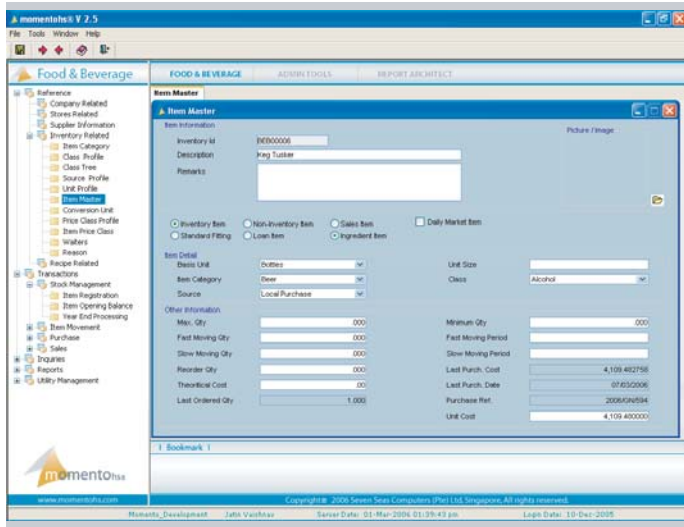 momentohs® V 2.5
File Tools Window Help
Food & Beverage
FOOD & BEVERAGE ADMIN TOOLS REPORT ARCHITECT
Reference
Company Related
Stores Related
Supplier Information
Inventory Related
Item Category
Class Profile
Class Tree
Source Profile
Unit Profile
Item Master
Conversion Unit
Price Class Profile
Item Price Class
Waiters
Reason
Recipe Related
Transactions
Stock Management
Item Registration
Item Opening Balance
Year End Processing
Item Movement
Purchase
Sales
Inquiries
Reports
Utility Management
momentohs®
www.momentohs.com
Item Master
Item Master
Item Information
Picture / Image
Inventory Id BEB00006
Description Keg Tusker
Remarks
Inventory Item Non-Inventory Item Sales Item Daily Market Item
Standard Fitting Loan Item Ingredient Item
Item Detail
Basis Unit Bottles Unit Size
Item Category Beer Class Alcohol
Source Local Purchase
Other Information
Max. Qty .000 Minimum Qty .000
Fast Moving Qty .000 Fast Moving Period
Slow Moving Qty .000 Slow Moving Period
Reorder Qty .000 Last Purch. Cost 4,109.482758
Theoritical Cost .00 Last Purch. Date 07/03/2006
Last Ordered Qty 1.000 Purchase Ref. 2006/GN/594
Unit Cost 4,109.480000
! Bookmark !
Copyright® 2006 Seven Seas Computers (Pte) Ltd, Singapore, All rights reserved.
Momento_Development Jatin Vaishnav Server Date: 01-Mar-2006 01:39:43 pm Login Date: 10-Dec-2005